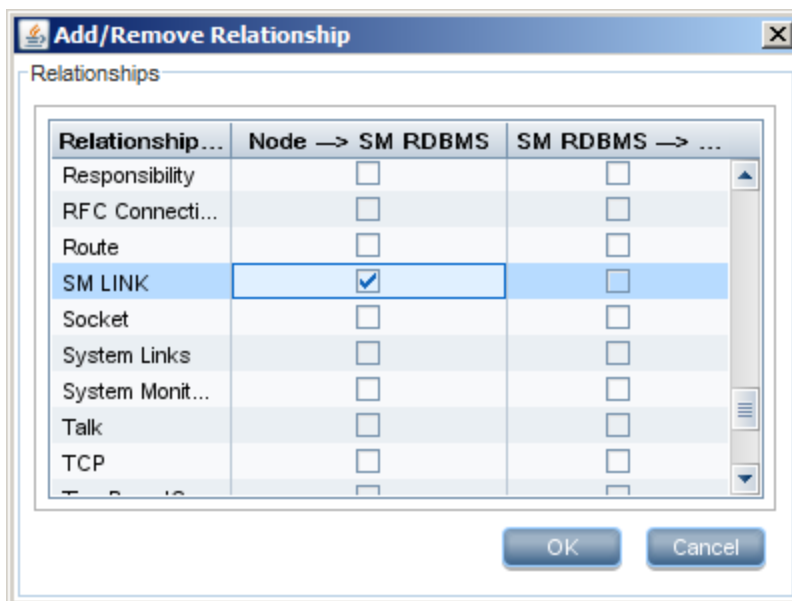 Add/Remove Relationship
Relationships
Relationship... Node —> SM RDBMS SM RDBMS —> ...
Responsibility
RFC Connecti...
Route
SM LINK
Socket
System Links
System Monit...
Talk
TCP
OK Cancel